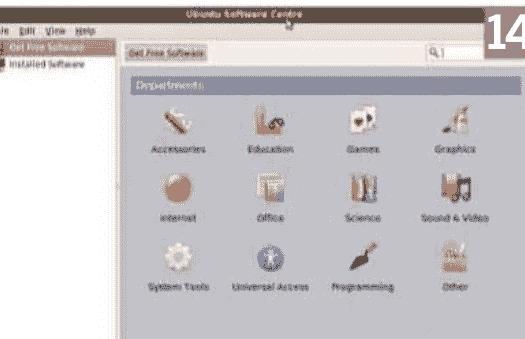 Ubuntu Software Centre
14
Edit View Help
Get Free Software
Installed Software
Get Free Software
Departments
Accessories Education Games Graphics
Internet Office Science Sound & Video
System Tools Universal Access Programming Other